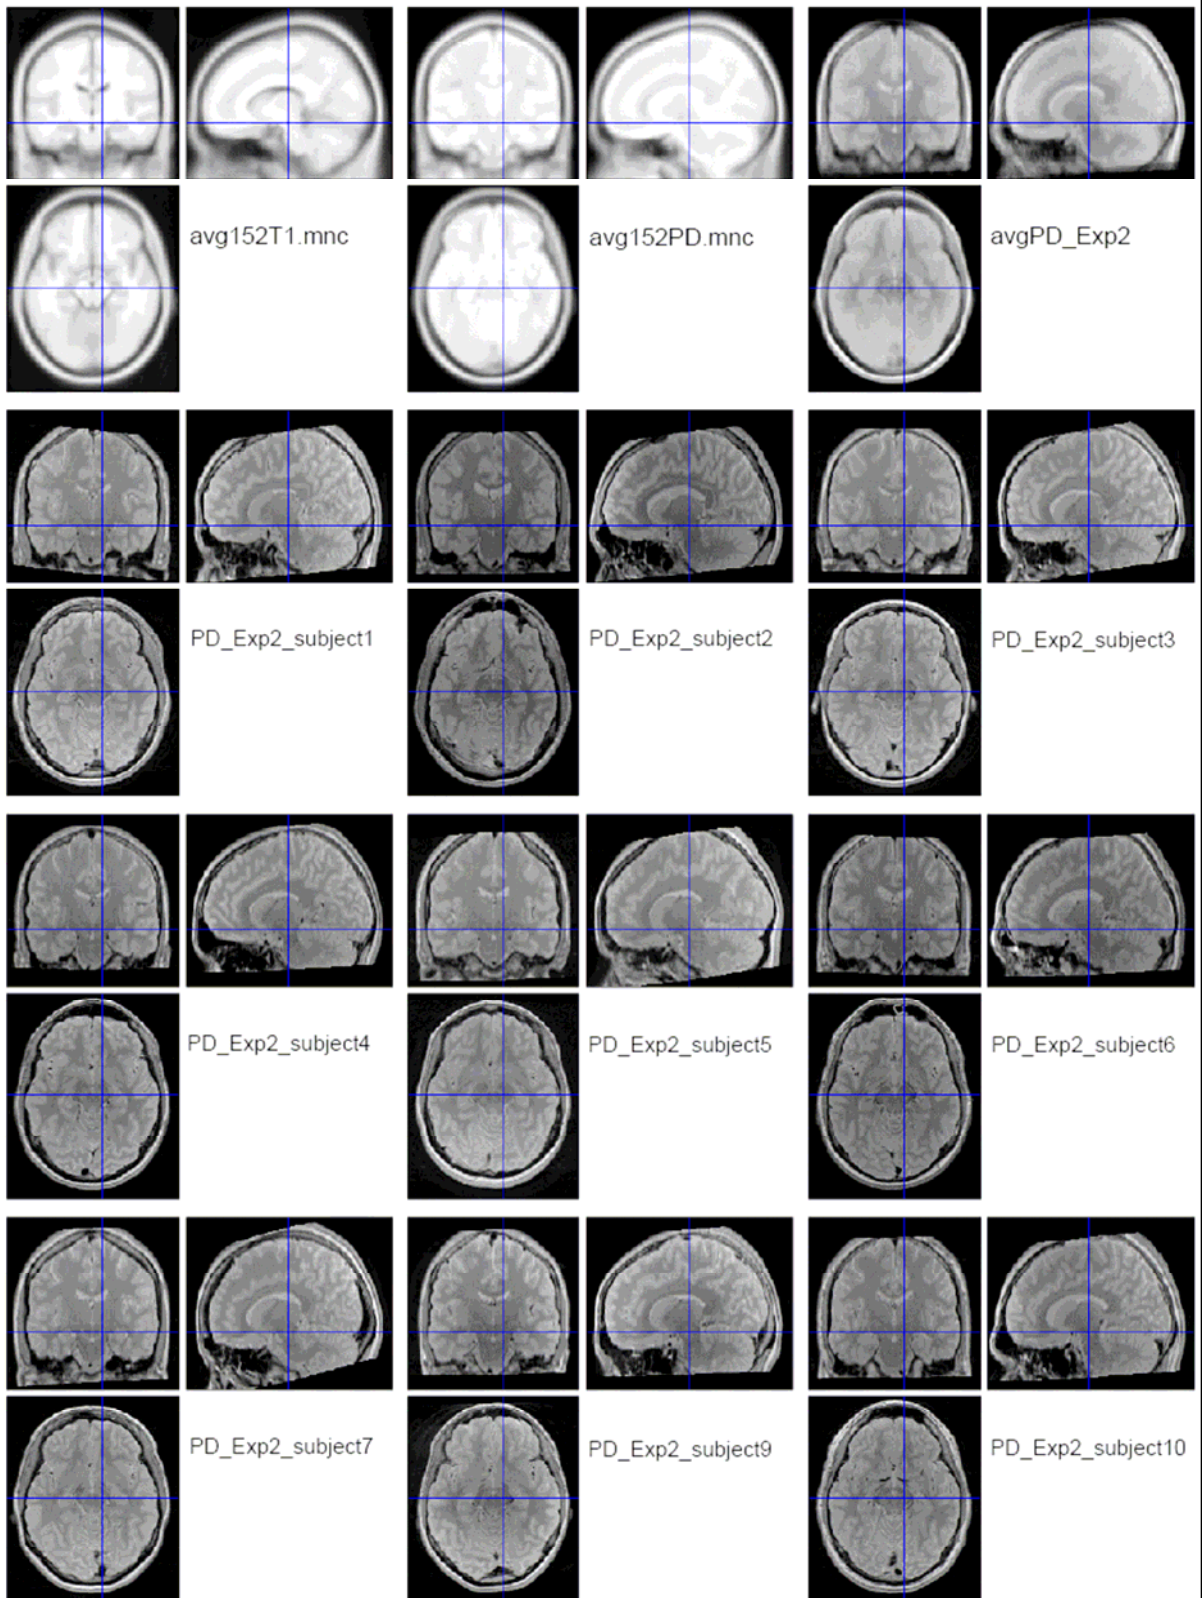 avg152T1.mnc
avg152PD.mnc
avgPD_Exp2
PD_Exp2_subject1
PD_Exp2_subject2
PD_Exp2_subject3
PD_Exp2_subject4
PD_Exp2_subject5
PD_Exp2_subject6
PD_Exp2_subject7
PD_Exp2_subject9
PD_Exp2_subject10